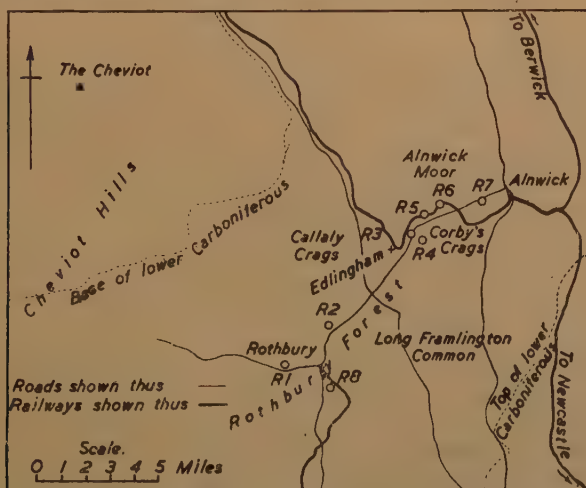 The Cheviot
To Berwick
Cheviot Hills
Base of lower Carboniferous
Alnwick
Moor
R6
R7
Alnwick
R5
R3
Callaly
Crags
Corby's
Crags
R4
Edlingham
R2
Rothbury
R1
Rothbury Forest
Long Framlington
Common
R8
Top of lower
Carboniferous
To Newcastle
Roads shown thus
Railways shown thus
Scale.
0 1 2 3 4 5 Miles